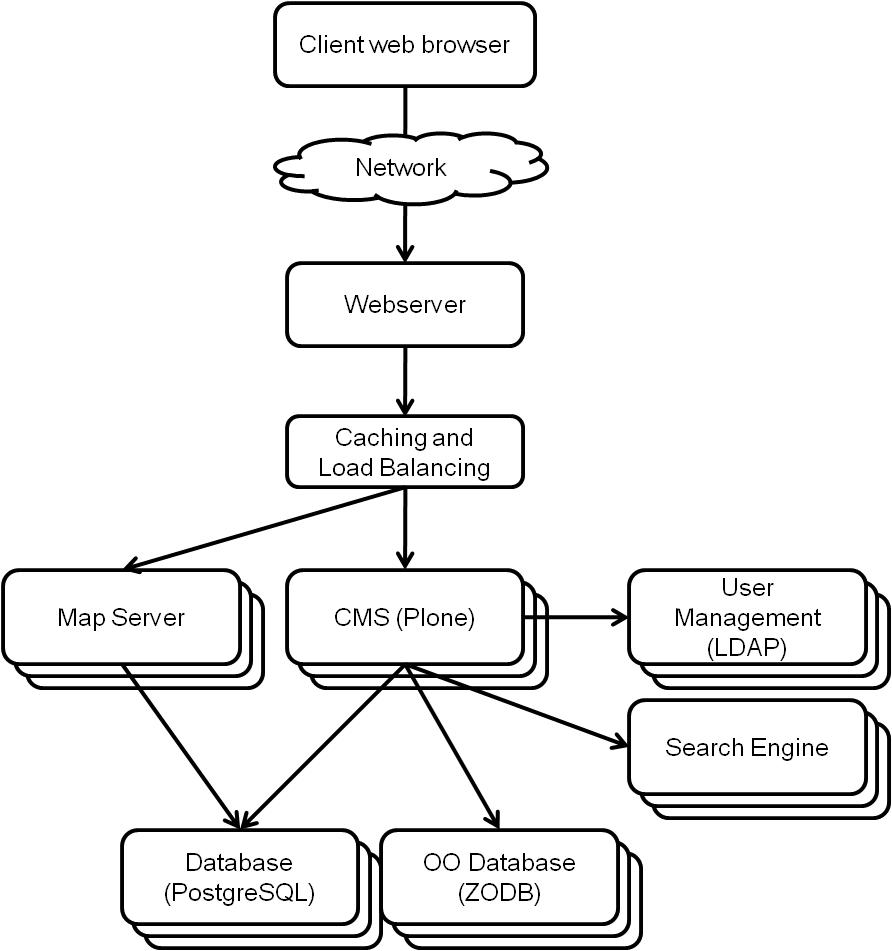 Client web browser
Network
Webserver
Caching and
Load Balancing
Map Server
CMS (Plone)
User
Management
(LDAP)
Search Engine
Database
(PostgreSQL)
OO Database
(ZODB)